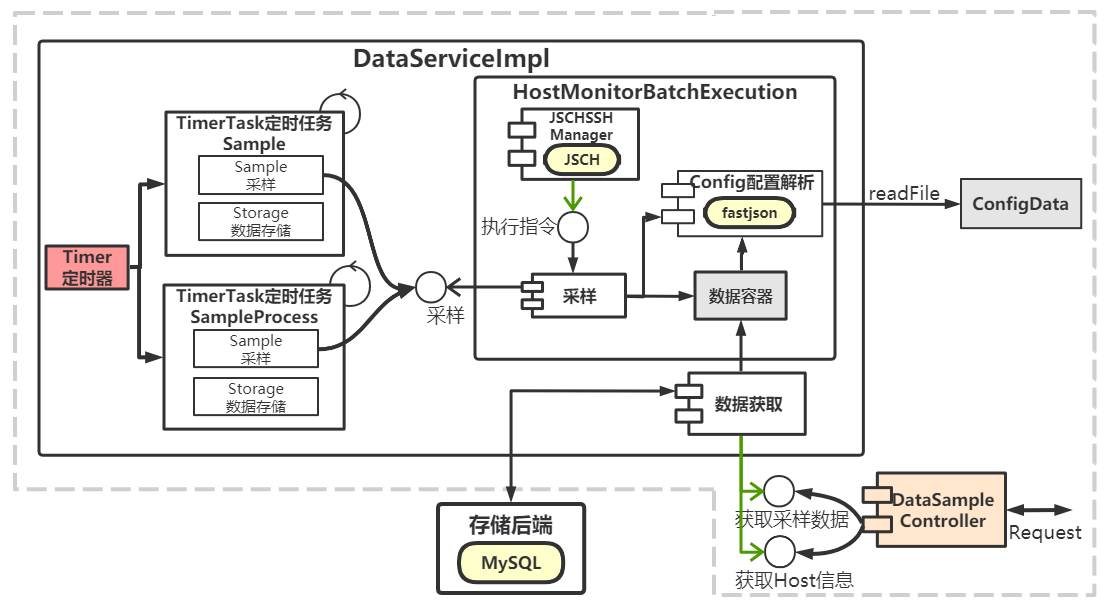 DataServiceImpl
HostMonitorBatchExecution
TimerTask定时任务
Sample
Sample
采样
Storage
数据存储
Timer
定时器
TimerTask定时任务
SampleProcess
Sample
采样
Storage
数据存储
采样
JSCHSSH
Manager
JSCH
执行指令
采样
Config配置解析
fastjson
数据容器
readFile
ConfigData
数据获取
存储后端
MySQL
获取采样数据
获取Host信息
DataSample
Controller
Request